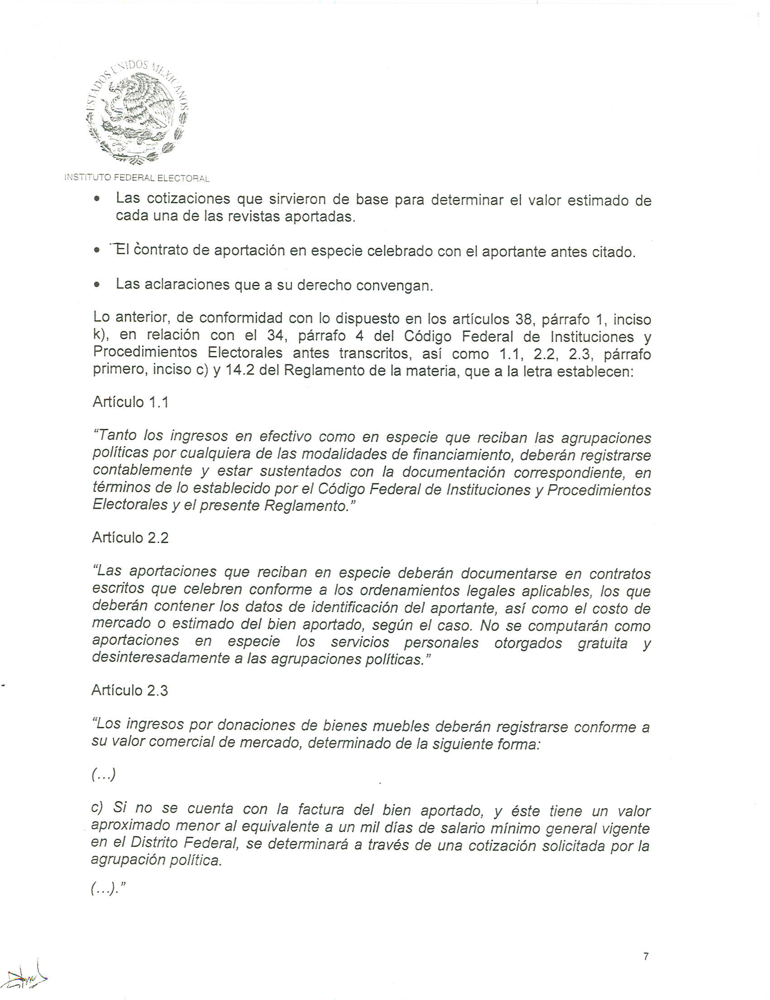 ESTADOS UNIDOS MEXICANOS
INSTITUTO FEDERAL ELECTORAL
• Las cotizaciones que sirvieron de base para determinar el valor estimado de
cada una de las revistas aportadas.
• El contrato de aportación en especie celebrado con el aportante antes citado.
• Las aclaraciones que a su derecho convengan.
Lo anterior, de conformidad con lo dispuesto en los artículos 38, párrafo 1, inciso
k), en relación con el 34, párrafo 4 del Código Federal de Instituciones y
Procedimientos Electorales antes transcritos, así como 1.1, 2.2, 2.3, párrafo
primero, inciso c) y 14.2 del Reglamento de la materia, que a la letra establecen:
Artículo 1.1
“Tanto los ingresos en efectivo como en especie que reciban las agrupaciones
políticas por cualquiera de las modalidades de financiamiento, deberán registrarse
contablemente y estar sustentados con la documentación correspondiente, en
términos de lo establecido por el Código Federal de Instituciones y Procedimientos
Electorales y el presente Reglamento.”
Artículo 2.2
“Las aportaciones que reciban en especie deberán documentarse en contratos
escritos que celebren conforme a los ordenamientos legales aplicables, los que
deberán contener los datos de identificación del aportante, así como el costo de
mercado o estimado del bien aportado, según el caso. No se computarán como
aportaciones en especie los servicios personales otorgados gratuita y
desinteresadamente a las agrupaciones políticas.”
Artículo 2.3
“Los ingresos por donaciones de bienes muebles deberán registrarse conforme a
su valor comercial de mercado, determinado de la siguiente forma:
(...)
c) Si no se cuenta con la factura del bien aportado, y éste tiene un valor
aproximado menor al equivalente a un mil días de salario mínimo general vigente
en el Distrito Federal, se determinará a través de una cotización solicitada por la
agrupación política.
(...).”
7